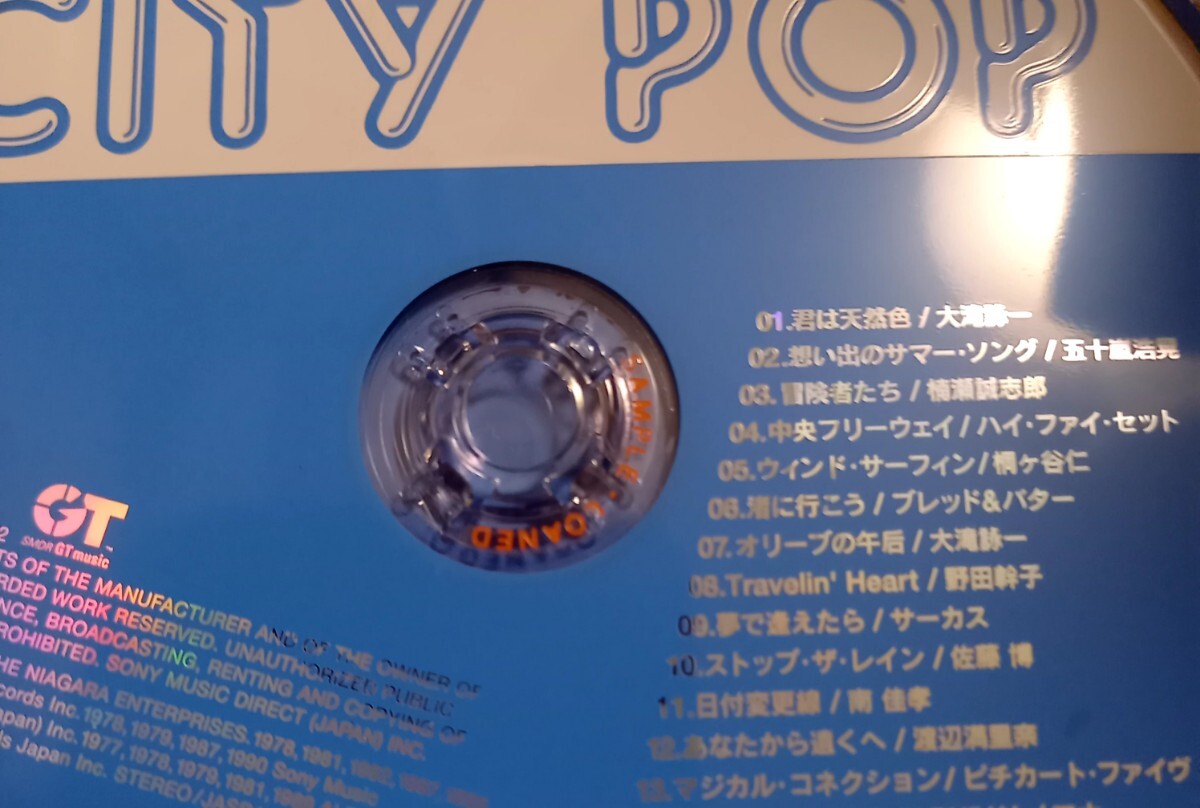 CITY POP
01.君は天然色/大滝詠一
02.想い出のサマー・ソング/五十嵐浩晃
03.冒険者たち/楠瀬誠志郎
04.中央フリーウェイ/ハイ・ファイ・セット
05.ウィンド・サーフィン/桐ヶ谷仁
06.渚に行こう/ブレッド&バター
07.オリーブの午后/大滝詠一
08.Travelin' Heart/野田幹子
09.夢で逢えたら/サーカス
10.ストップ・ザ・レイン/佐藤 博
11.日付変更線/南 佳孝
12.あなたから遠くへ/渡辺満里奈
13.マジカル・コネクション/ピチカート・ファイヴ
SAMPLE・LOANED
GT
SMDR GT music
TS OF THE MANUFACTURER AND OF THE OWNER OF
RDED WORK RESERVED. UNAUTHORIZED PUBLIC
NCE, BROADCASTING, RENTING AND COPYING OF
ROHIBITED. SONY MUSIC DIRECT (JAPAN) INC.
HE NIAGARA ENTERPRISES. 1978, 1981,
cords Inc. 1978, 1979, 1987, 1990 Sony Music
apan) Inc. 1977, 1978, 1979, 1981,
ls Japan Inc. STEREO/